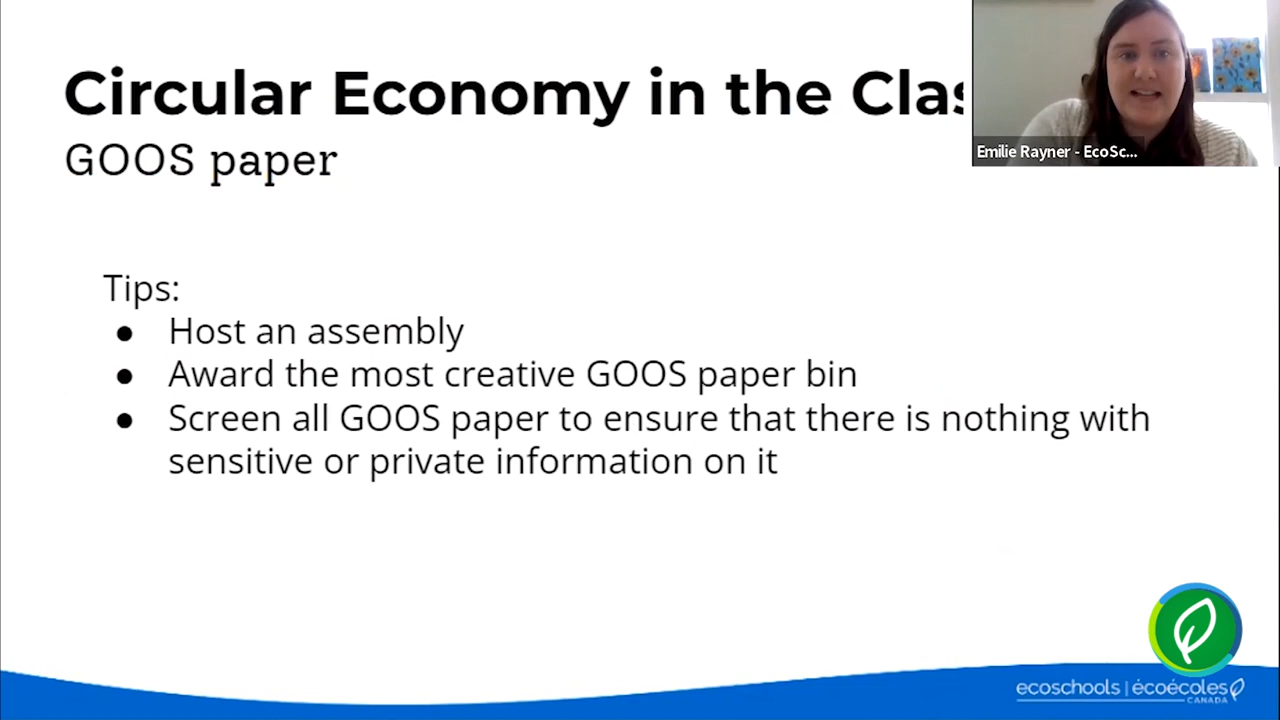 Circular Economy in the Clas
GOOS paper
Emilie Rayner - EcoSc...
Tips:
● Host an assembly
● Award the most creative GOOS paper bin
● Screen all GOOS paper to ensure that there is nothing with
sensitive or private information on it
ecoschools | écoécoles
CANADA